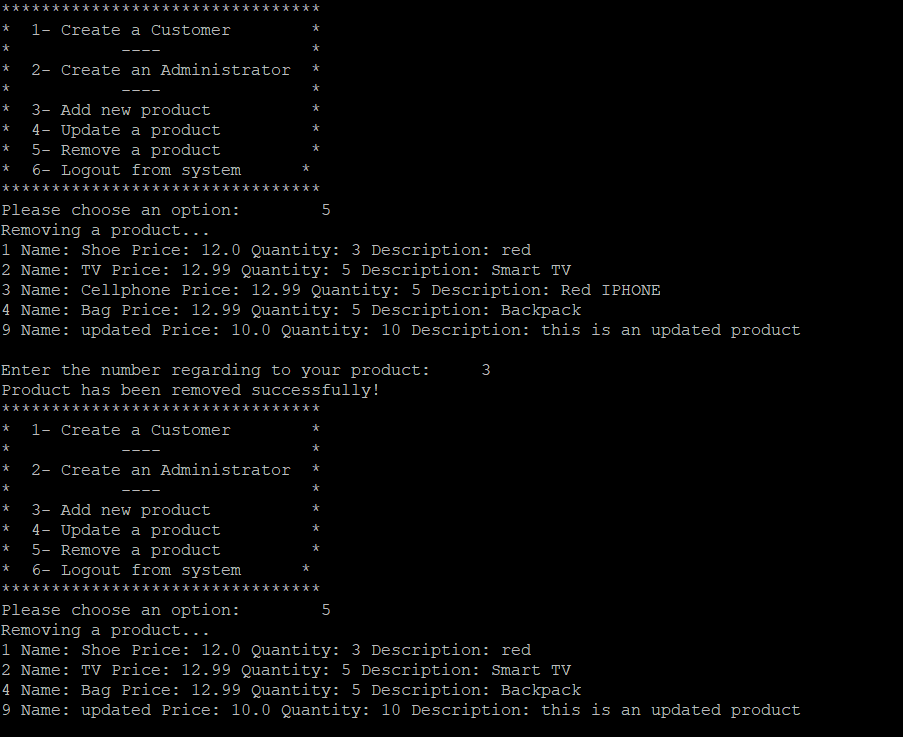 ********************************
*  1- Create a Customer        *
*           ----               *
*  2- Create an Administrator  *
*           ----               *
*  3- Add new product          *
*  4- Update a product         *
*  5- Remove a product         *
*  6- Logout from system      *
********************************
Please choose an option:        5
Removing a product...
1 Name: Shoe Price: 12.0 Quantity: 3 Description: red
2 Name: TV Price: 12.99 Quantity: 5 Description: Smart TV
3 Name: Cellphone Price: 12.99 Quantity: 5 Description: Red IPHONE
4 Name: Bag Price: 12.99 Quantity: 5 Description: Backpack
9 Name: updated Price: 10.0 Quantity: 10 Description: this is an updated product

Enter the number regarding to your product:     3
Product has been removed successfully!
********************************
*  1- Create a Customer        *
*           ----               *
*  2- Create an Administrator  *
*           ----               *
*  3- Add new product          *
*  4- Update a product         *
*  5- Remove a product         *
*  6- Logout from system      *
********************************
Please choose an option:        5
Removing a product...
1 Name: Shoe Price: 12.0 Quantity: 3 Description: red
2 Name: TV Price: 12.99 Quantity: 5 Description: Smart TV
4 Name: Bag Price: 12.99 Quantity: 5 Description: Backpack
9 Name: updated Price: 10.0 Quantity: 10 Description: this is an updated product